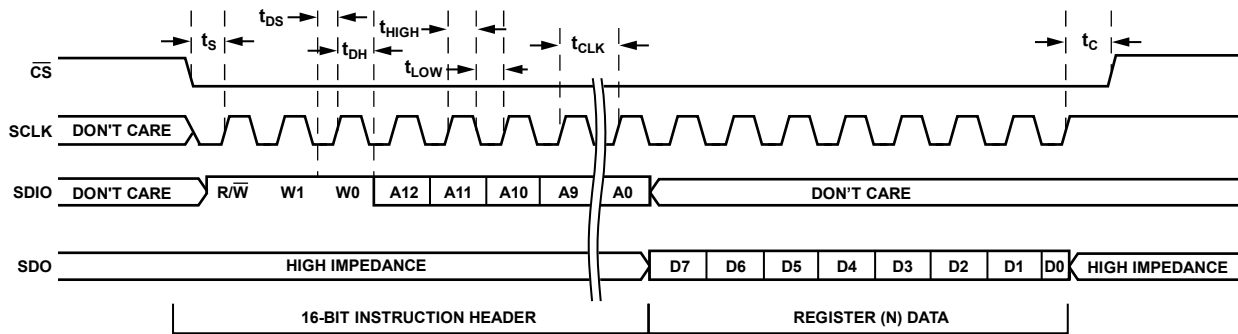 tDS
tHIGH
tS
tDH
tCLK
tC
tLOW
CS
SCLK DON'T CARE
SDIO DON'T CARE R/W W1 W0 A12 A11 A10 A9 A0 DON'T CARE
SDO HIGH IMPEDANCE D7 D6 D5 D4 D3 D2 D1 D0 HIGH IMPEDANCE
16-BIT INSTRUCTION HEADER REGISTER (N) DATA